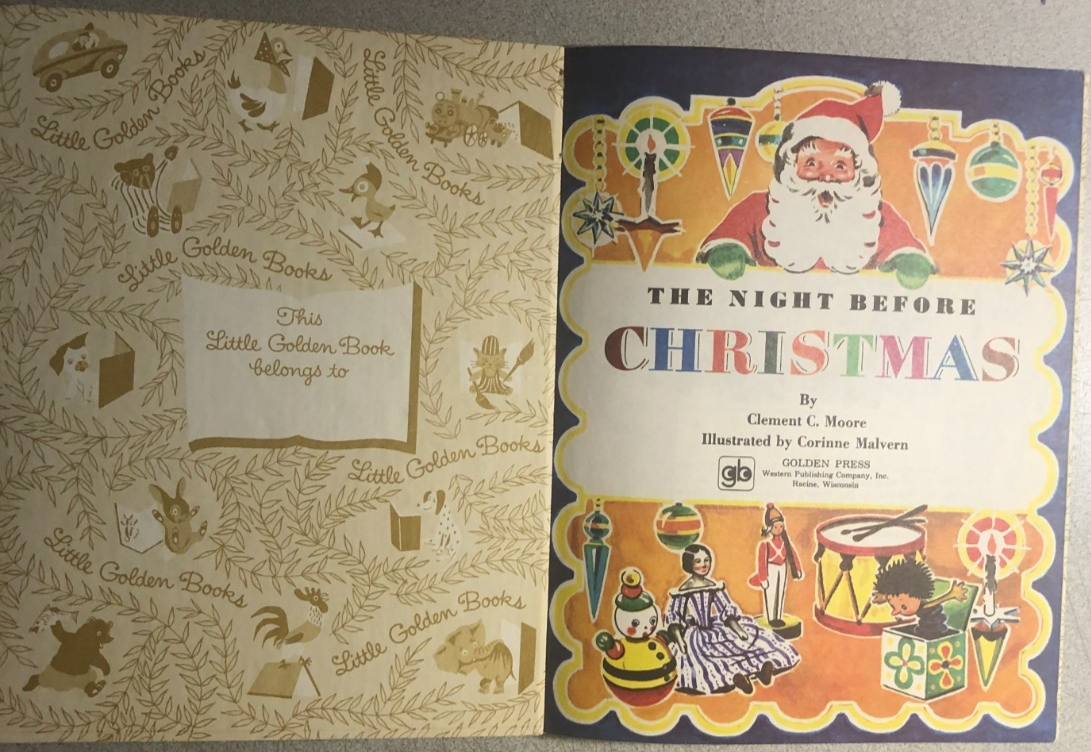 Little Golden Books
Little Golden Books
Little Golden Books
This
Little Golden Book
belongs to
Little Golden Books
Little Golden Books
Little Golden Books
THE NIGHT BEFORE
CHRISTMAS
By
Clement C. Moore
Illustrated by Corinne Malvern
gb
GOLDEN PRESS
Western Publishing Company, Inc.
Racine, Wisconsin